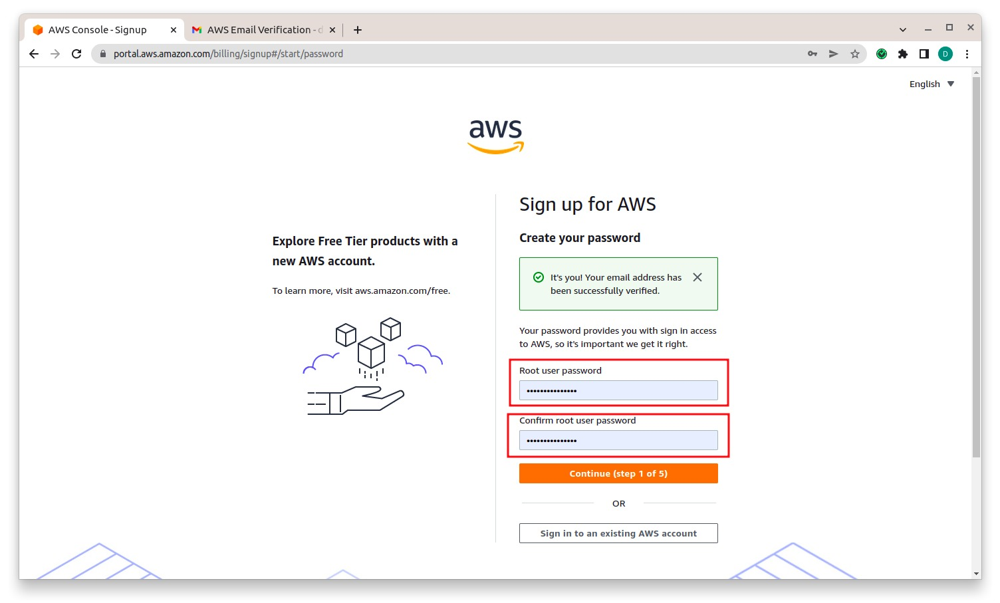 AWS Console - Signup
AWS Email Verification - d
portal.aws.amazon.com/billing/signup#/start/password
D
English
aws
Explore Free Tier products with a
new AWS account.
To learn more, visit aws.amazon.com/free.
Sign up for AWS
Create your password
It's you! Your email address has
been successfully verified.
Your password provides you with sign in access
to AWS, so it's important we get it right.
Root user password
•••••••••••••••
Confirm root user password
•••••••••••••••
Continue (step 1 of 5)
OR
Sign in to an existing AWS account